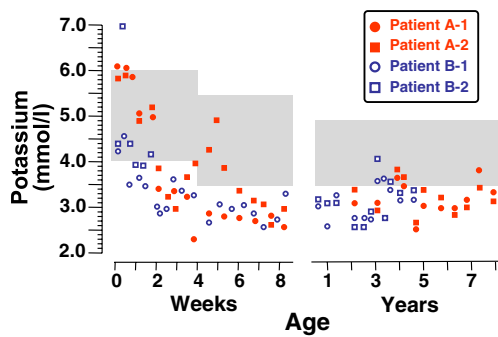 7.0
6.0
5.0
4.0
3.0
2.0
Potassium
(mmol/l)
Patient A-1
Patient A-2
Patient B-1
Patient B-2
0 2 4 6 8
1 3 5 7
Weeks
Years
Age